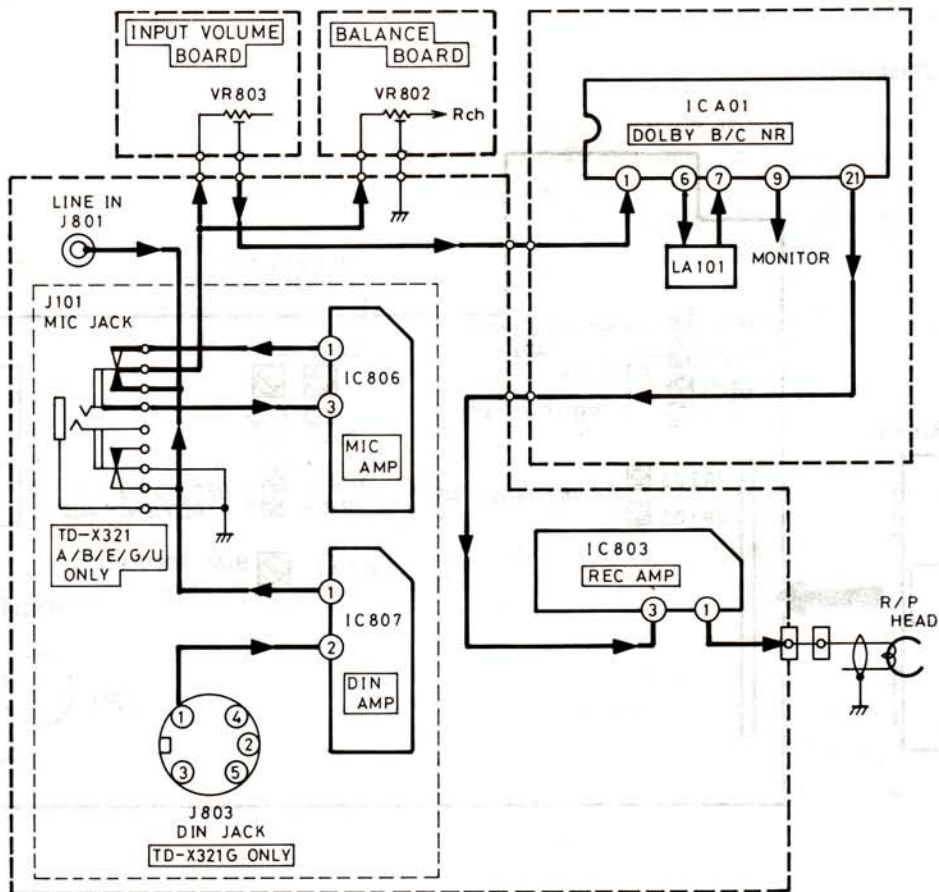 INPUT VOLUME
BOARD
VR803
BALANCE
BOARD
VR802
Rch
ICA01
DOLBY B/C NR
1
6
7
9
21
LA101
MONITOR
LINE IN
J801
J101
MIC JACK
1
IC806
3
MIC
AMP
TD-X321
A/B/E/G/U
ONLY
1
IC807
2
DIN
AMP
1
4
2
3
5
J803
DIN JACK
TD-X321G ONLY
IC803
REC AMP
3
1
R/P
HEAD